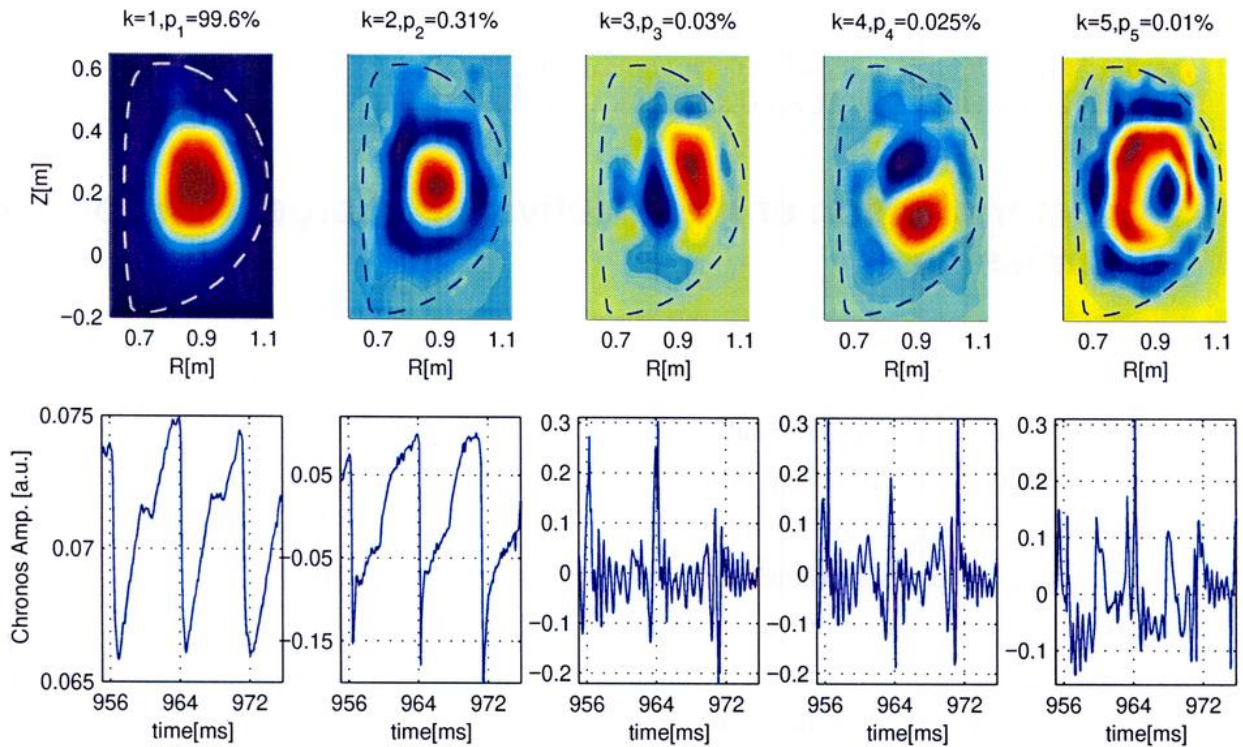 k=1,p1=99.6%
k=2,p2=0.31%
k=3,p3=0.03%
k=4,p4=0.025%
k=5,p5=0.01%
0.6
0.4
0.2
0
−0.2
Z[m]
0.7 0.9 1.1
R[m]
0.7 0.9 1.1
R[m]
0.7 0.9 1.1
R[m]
0.7 0.9 1.1
R[m]
0.7 0.9 1.1
R[m]
Chronos Amp. [a.u.]
0.075
0.07
0.065
956 964 972
time[ms]
0.05
−0.05
−0.15
956 964 972
time[ms]
0.3
0.2
0.1
0
−0.1
−0.2
956 964 972
time[ms]
0.3
0.2
0.1
0
−0.1
−0.2
956 964 972
time[ms]
0.3
0.2
0.1
0
−0.1
956 964 972
time[ms]